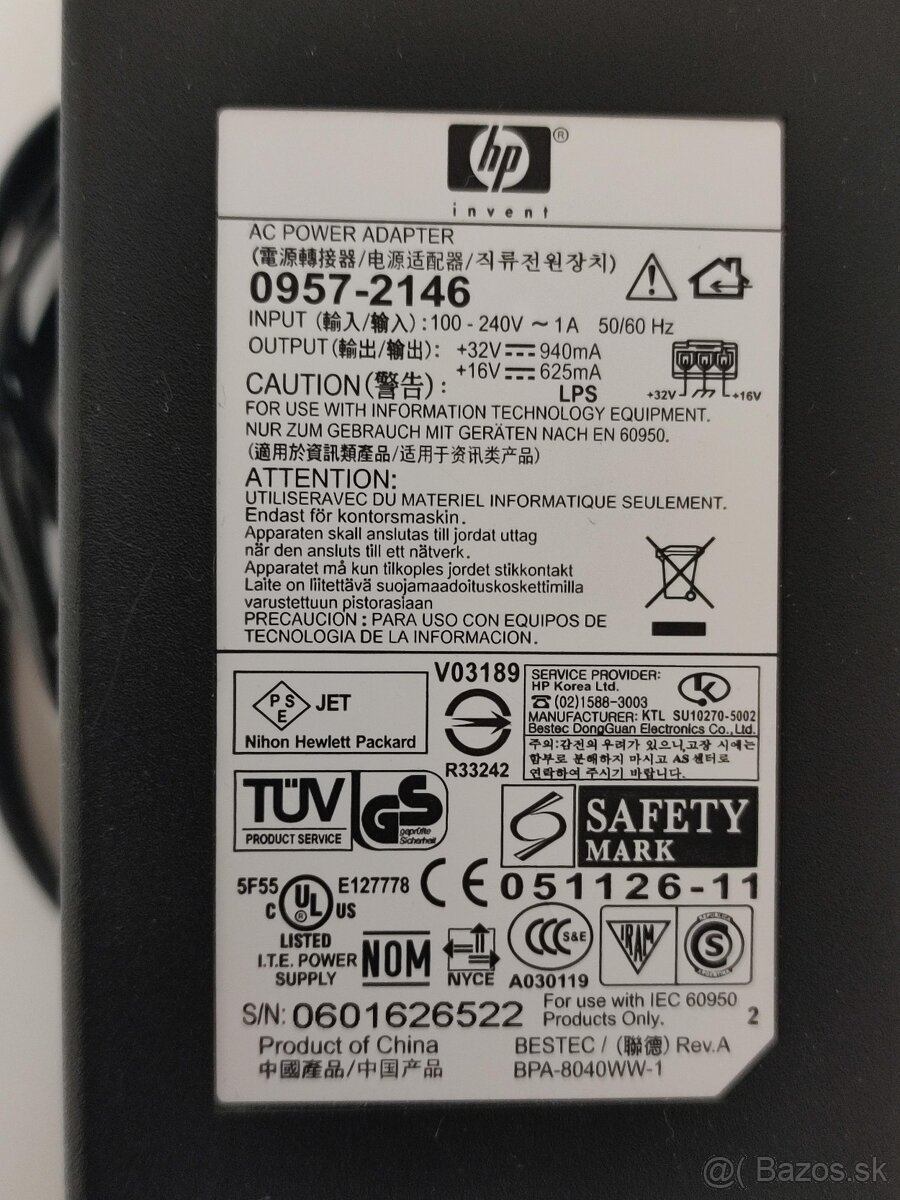 hp ®
invent
AC POWER ADAPTER
(電源轉接器/电源适配器/직류전원장치)
0957-2146
INPUT (輸入/输入) : 100 - 240V ~ 1A 50/60 Hz
OUTPUT (輸出/输出): +32V ⎓ 940mA
+16V ⎓ 625mA
+32V +16V
CAUTION (警告) : LPS
FOR USE WITH INFORMATION TECHNOLOGY EQUIPMENT.
NUR ZUM GEBRAUCH MIT GERÄTEN NACH EN 60950.
(適用於資訊類產品/适用于资讯类产品)
ATTENTION:
UTILISERAVEC DU MATERIEL INFORMATIQUE SEULEMENT.
Endast för kontorsmaskin.
Apparaten skall anslutas till jordat uttag
när den ansluts till ett nätverk.
Apparatet må kun tilkoples jordet stikkontakt
Laite on liitettävä suojamaadoituskoskettimilla
varustettuun pistorasiaan
PRECAUCION : PARA USO CON EQUIPOS DE
TECNOLOGIA DE LA INFORMACION.
PSE JET
Nihon Hewlett Packard
V03189
R33242
SERVICE PROVIDER:
HP Korea Ltd.
☎(02)1588-3003
MANUFACTURER: KTL SU10270-5002
Bestec DongGuan Electronics Co., Ltd.
주의:감전의 우려가 있으니,고장 시에는
함부로 분해하지 마시고 AS 센터로
연락하여 주시기 바랍니다.
TÜV
PRODUCT SERVICE
GS
geprüfte
Sicherheit
SAFETY
MARK
5F55 E127778
C UL ® US
LISTED
I.T.E. POWER
SUPPLY
CE 051126-11
NOM
NYCE
CCC S&E
A030119
IRAM
REPUBLICA
S
ARGENTINA
S/N: 0601626522
For use with IEC 60950
Products Only.
2
Product of China
中國產品/中国产品
BESTEC / (聯德) Rev.A
BPA-8040WW-1
@( Bazos.sk